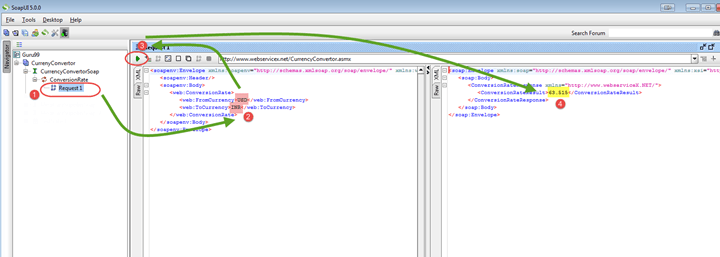 SoapUI 5.0.0
File Tools Desktop Help
Search Forum
Navigator
Guru99
CurrencyConvertor
CurrencyConvertorSoap
ConversionRate
1
Request 1
3
Request 1
http://www.webservicex.net/CurrencyConvertor.asmx
XML
Raw
<soapenv:Envelope xmlns:soapenv="http://schemas.xmlsoap.org/soap/envelope/" xmlns:w
<soapenv:Header/>
<soapenv:Body>
<web:ConversionRate>
<web:FromCurrency>USD</web:FromCurrency>
<web:ToCurrency>INR</web:ToCurrency>
</web:ConversionRate>
</soapenv:Body>
</soapenv:Envelope>
2
XML
Raw
<soap:Envelope xmlns:soap="http://schemas.xmlsoap.org/soap/envelope/" xmlns:xsi="htt
<soap:Body>
<ConversionRateResponse xmlns="http://www.webserviceX.NET/">
<ConversionRateResult>63.515</ConversionRateResult>
</ConversionRateResponse>
</soap:Body>
</soap:Envelope>
4